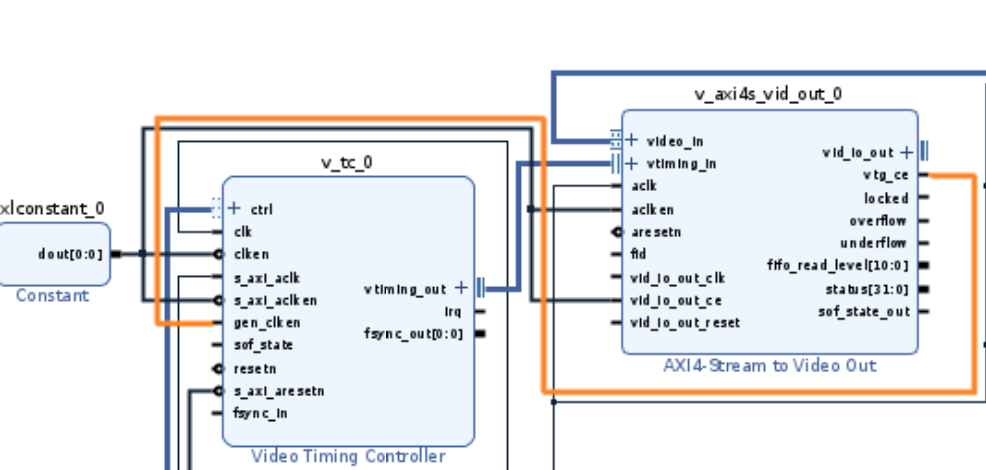 xlconstant_0
dout[0:0]
Constant
v_tc_0
ctrl
clk
clken
s_axi_aclk
s_axi_aclken
gen_clken
sof_state
resetn
s_axi_aresetn
fsync_in
vtiming_out
irq
fsync_out[0:0]
Video Timing Controller
v_axi4s_vid_out_0
video_in
vtiming_in
aclk
aclken
aresetn
fid
vid_io_out_clk
vid_io_out_ce
vid_io_out_reset
vid_io_out
vtg_ce
locked
overflow
underflow
fifo_read_level[10:0]
status[31:0]
sof_state_out
AXI4-Stream to Video Out